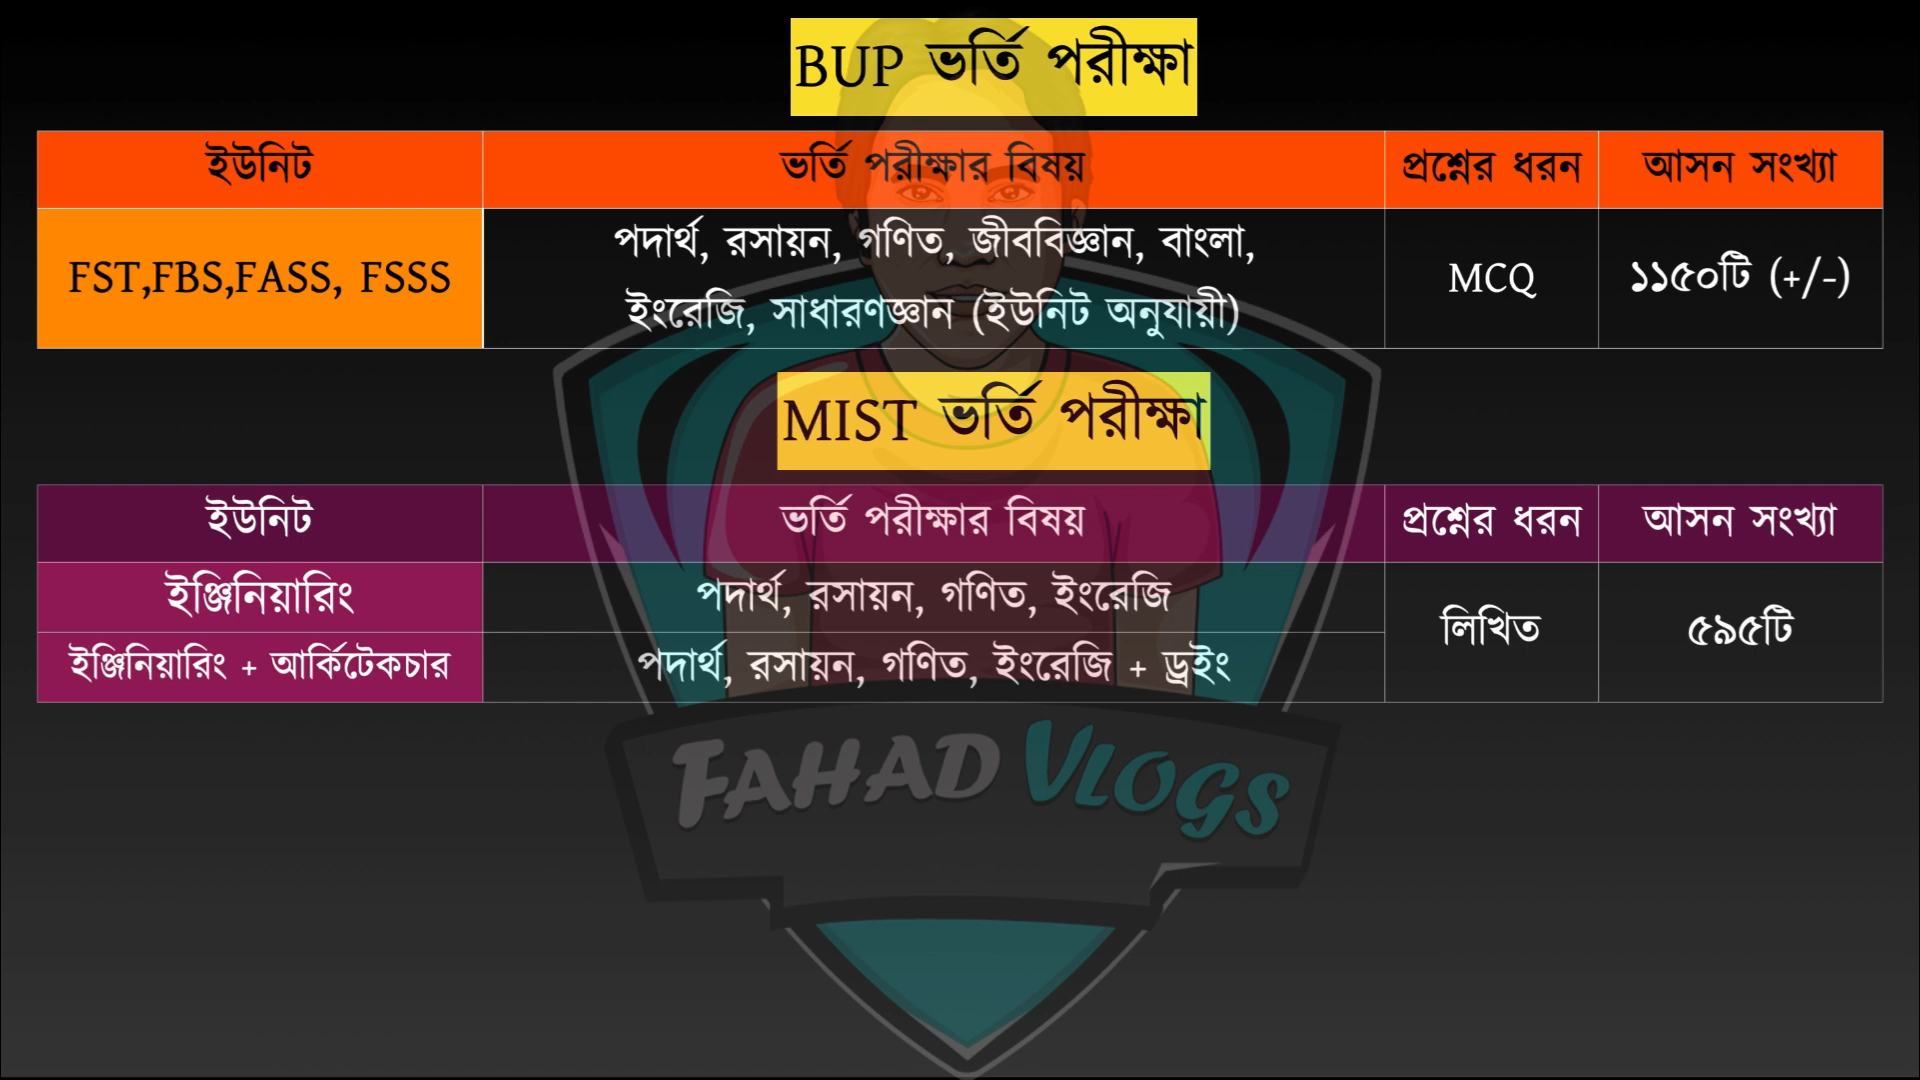 BUP ভর্তি পরীক্ষা
ইউনিট ভর্তি পরীক্ষার বিষয় প্রশ্নের ধরন আসন সংখ্যা
FST,FBS,FASS, FSSS পদার্থ, রসায়ন, গণিত, জীববিজ্ঞান, বাংলা,
ইংরেজি, সাধারণজ্ঞান (ইউনিট অনুযায়ী) MCQ ১১৫০টি (+/-)
MIST ভর্তি পরীক্ষা
ইউনিট ভর্তি পরীক্ষার বিষয় প্রশ্নের ধরন আসন সংখ্যা
ইঞ্জিনিয়ারিং পদার্থ, রসায়ন, গণিত, ইংরেজি লিখিত ৫৯৫টি
ইঞ্জিনিয়ারিং + আর্কিটেকচার পদার্থ, রসায়ন, গণিত, ইংরেজি + ড্রইং
FAHAD VLOGS